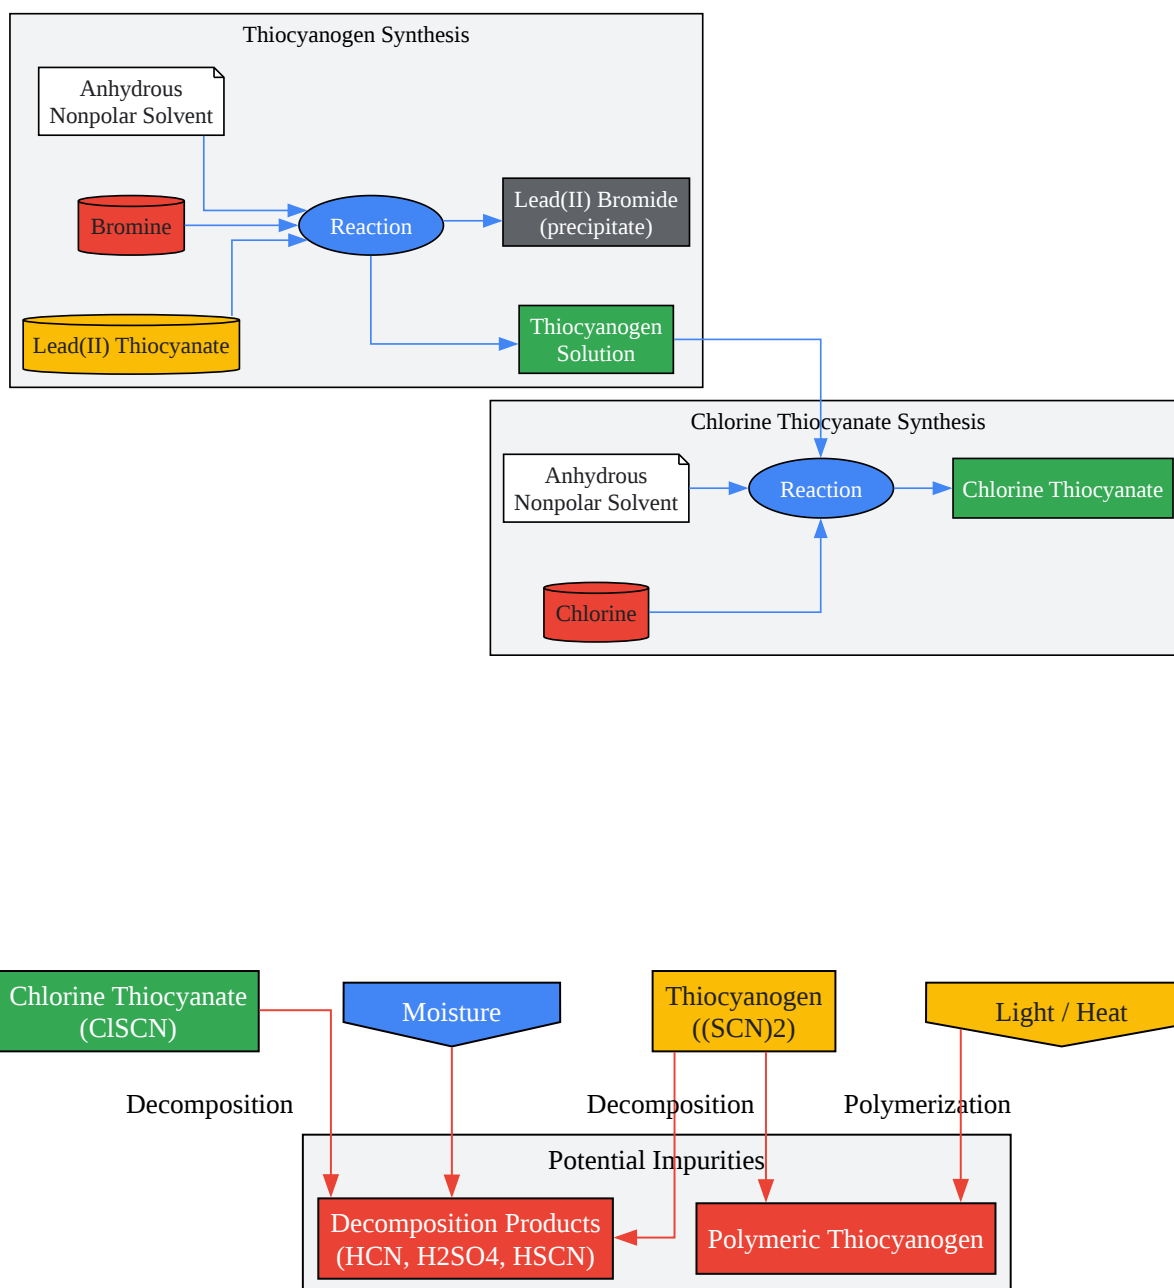 Thiocyanogen Synthesis
Anhydrous
Nonpolar Solvent
Bromine
Reaction
Lead(II) Bromide
(precipitate)
Lead(II) Thiocyanate
Thiocyanogen
Solution
Chlorine Thiocyanate Synthesis
Anhydrous
Nonpolar Solvent
Reaction
Chlorine Thiocyanate
Chlorine
Chlorine Thiocyanate
(ClSCN)
Moisture
Thiocyanogen
((SCN)2)
Light / Heat
Decomposition
Decomposition
Polymerization
Potential Impurities
Decomposition Products
(HCN, H2SO4, HSCN)
Polymeric Thiocyanogen